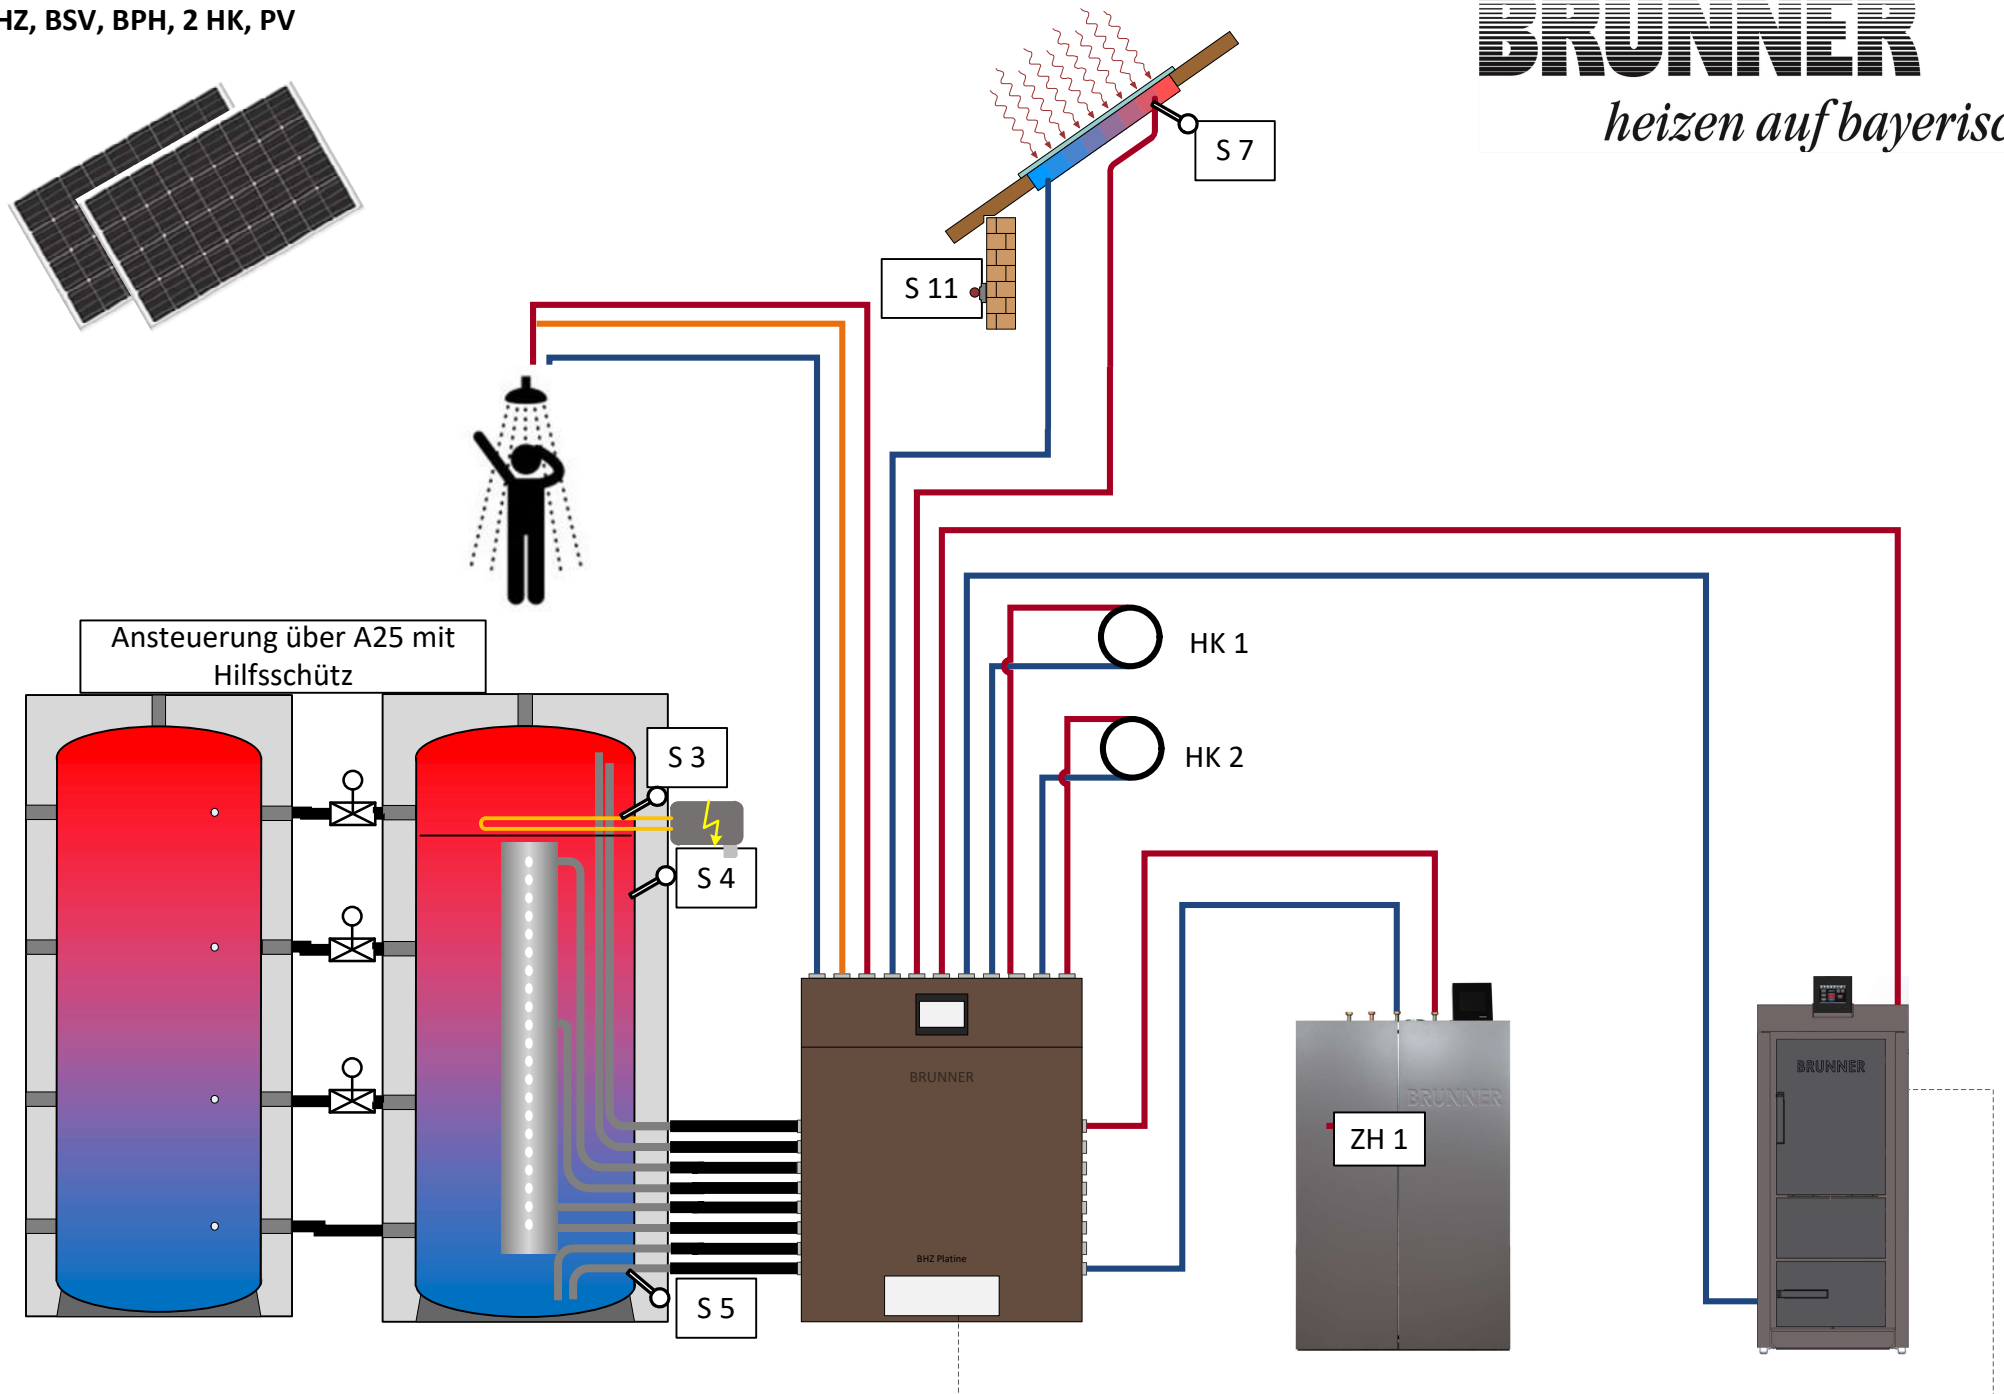 HZ, BSV, BPH, 2 HK, PV
BRUNNER
heizen auf bayerisc
S 7
S 11
Ansteuerung über A25 mit
Hilfsschütz
HK 1
HK 2
S 3
S 4
S 5
BRUNNER
BHZ Platine
BRUNNER
ZH 1
BRUNNER